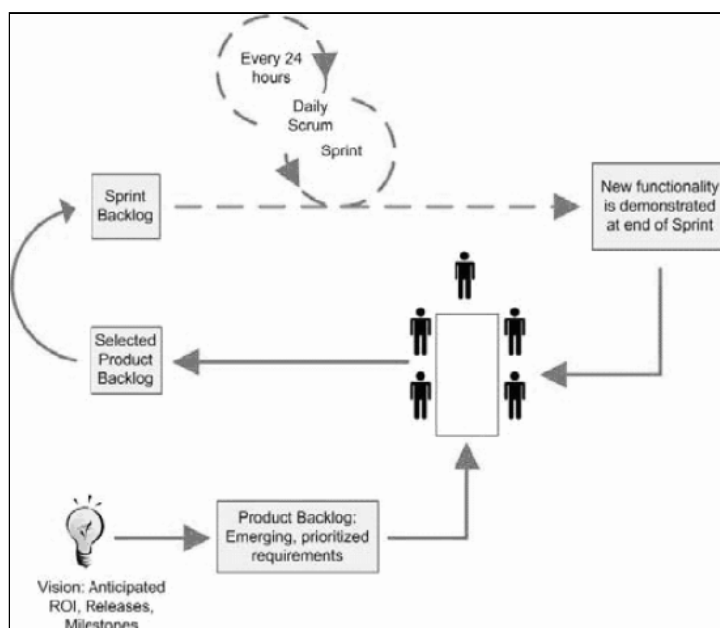 Every 24
hours
Daily
Scrum
Sprint
Sprint
Backlog
New functionality
is demonstrated
at end of Sprint
Selected
Product
Backlog
Product Backlog:
Emerging, prioritized
requirements
Vision: Anticipated
ROI, Releases,
Milestones